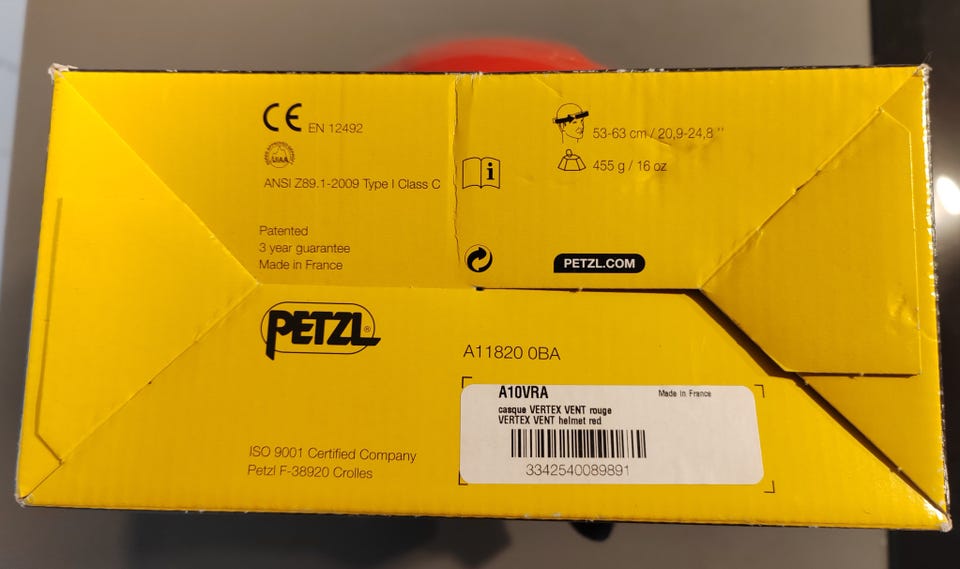 CE EN 12492
UIAA
ANSI Z89.1-2009 Type I Class C
Patented
3 year guarantee
Made in France
53-63 cm / 20,9-24,8 ''
455 g / 16 oz
i
PETZL.COM
PETZL®
A11820 0BA
A10VRA Made in France
casque VERTEX VENT rouge
VERTEX VENT helmet red
3342540089891
ISO 9001 Certified Company
Petzl F-38920 Crolles